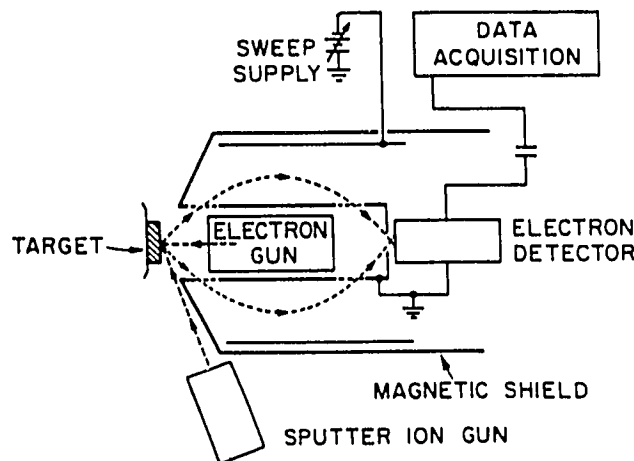 SWEEP
SUPPLY
DATA
ACQUISITION
TARGET
ELECTRON
GUN
ELECTRON
DETECTOR
MAGNETIC SHIELD
SPUTTER ION GUN